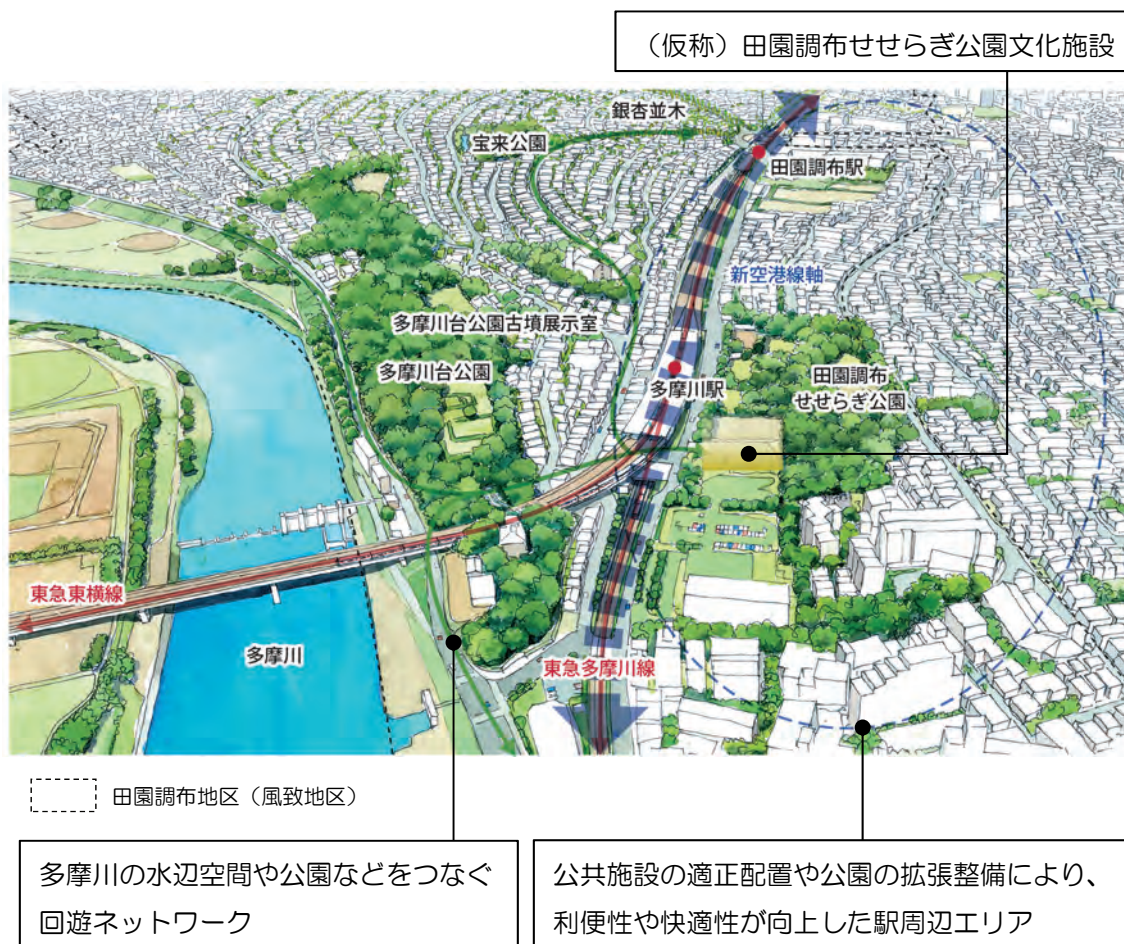 （仮称）田園調布せせらぎ公園文化施設
銀杏並木
宝来公園
田園調布駅
新空港線軸
多摩川台公園古墳展示室
多摩川台公園
多摩川駅
田園調布
せせらぎ公園
東急東横線
多摩川
東急多摩川線
田園調布地区（風致地区）
多摩川の水辺空間や公園などをつなぐ
回遊ネットワーク
公共施設の適正配置や公園の拡張整備により、
利便性や快適性が向上した駅周辺エリア